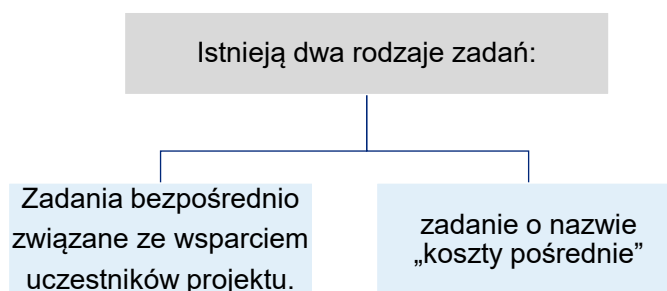 Istnieją dwa rodzaje zadań:
Zadania bezpośrednio
związane ze wsparciem
uczestników projektu.
zadanie o nazwie
„koszty pośrednie”